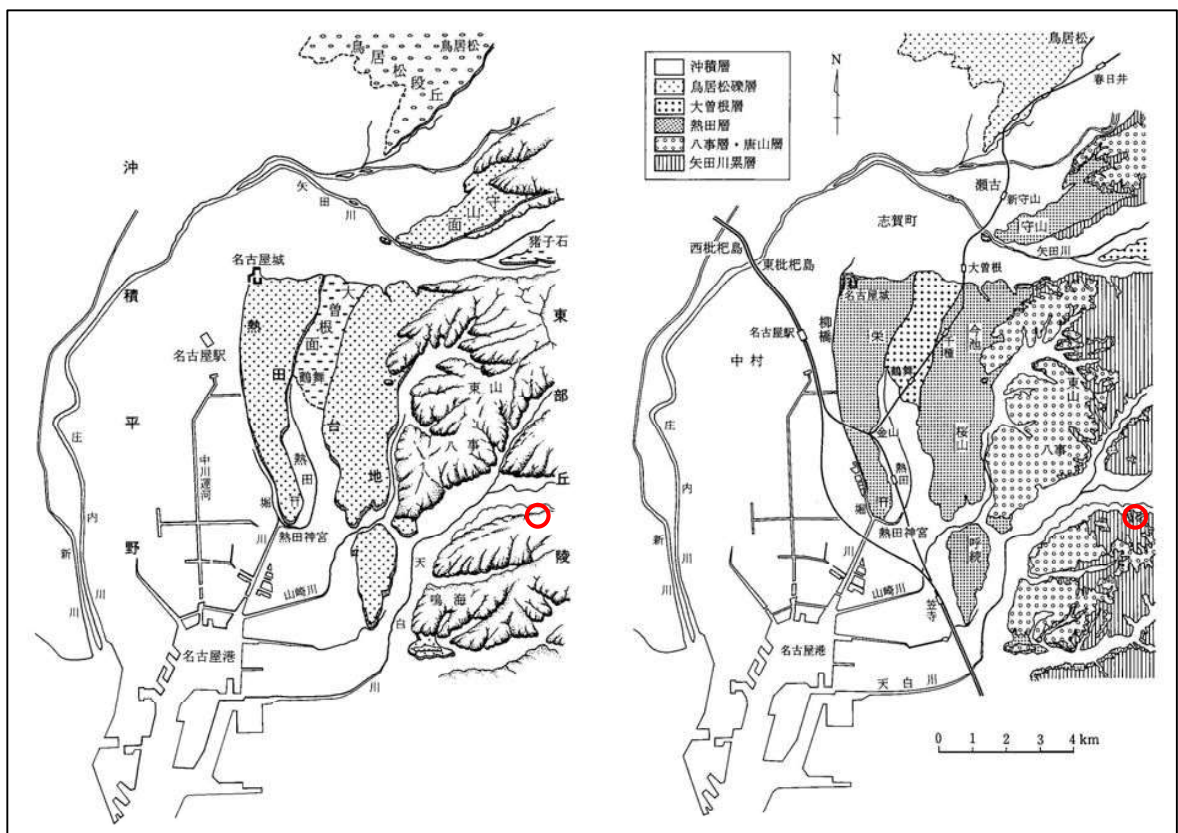 鳥居松段丘
鳥居松
沖積平野
矢田川
守山面
猪子石
名古屋城
大曽根面
熱田台地
東部丘陵
名古屋駅
鶴舞
東山
八事
中川運河
熱田
堀川
庄内川
新川
熱田神宮
天白川
山崎川
鳴海
名古屋港
沖積層
鳥居松礫層
大曽根層
熱田層
八事層・唐山層
矢田川累層
N
鳥居松
春日井
瀬古
新守山
志賀町
守山
西枇杷島
東枇杷島
矢田川
大曽根
名古屋城
柳橋
栄
千種
今池
名古屋駅
中村
鶴舞
東山
金山
桜山
八事
庄内川
新川
熱田
堀川
熱田神宮
呼続
山崎川
笠寺
名古屋港
天白川
0 1 2 3 4 km